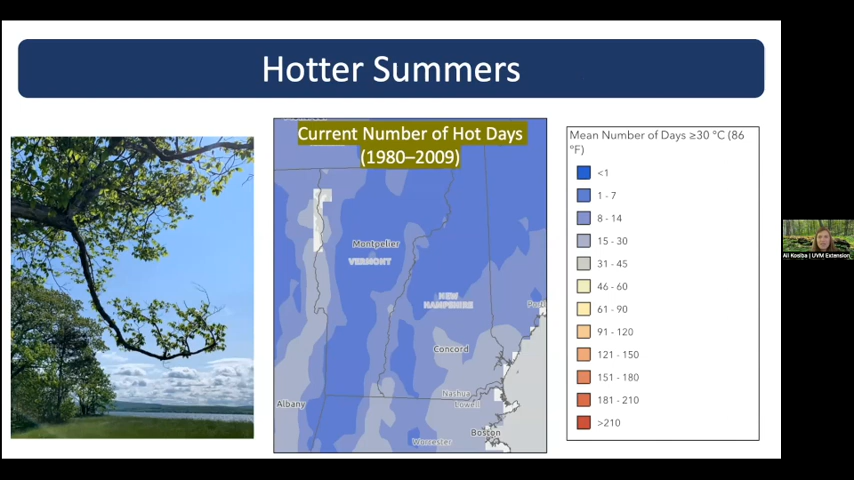 Hotter Summers
Current Number of Hot Days
(1980–2009)
Montpelier
VERMONT
NEW
HAMPSHIRE
Concord
Albany
Nashua
Lowell
Boston
Worcester
Mean Number of Days ≥30 °C (86
°F)
<1
1 - 7
8 - 14
15 - 30
31 - 45
46 - 60
61 - 90
91 - 120
121 - 150
151 - 180
181 - 210
>210
Ali Kosiba | UVM Extension